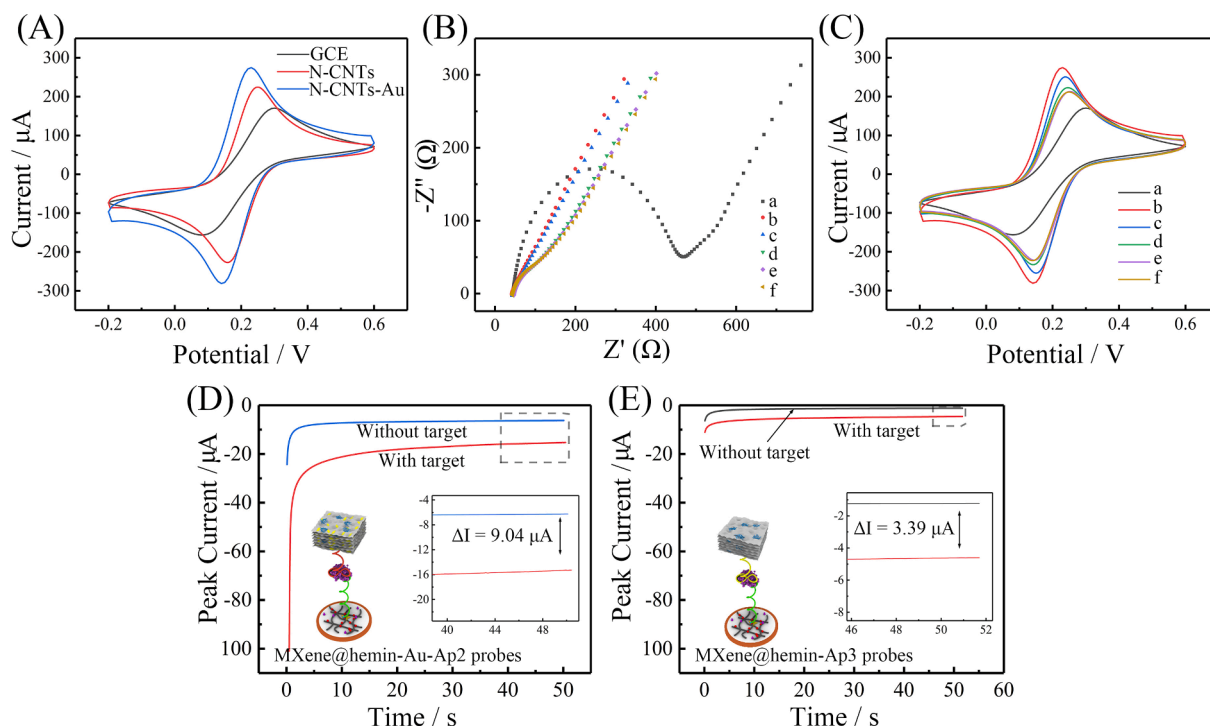 (A)
300
200
100
0
-100
-200
-300
Current / μA
-0.2
0.0
0.2
0.4
0.6
Potential / V
GCE
N-CNTs
N-CNTs-Au
(B)
300
200
100
0
-Z" (Ω)
0
200
400
600
Z' (Ω)
a
b
c
d
e
f
(C)
300
200
100
0
-100
-200
-300
Current / μA
-0.2
0.0
0.2
0.4
0.6
Potential / V
a
b
c
d
e
f
(D)
0
-20
-40
-60
-80
100
Peak Current / μA
0
10
20
30
40
50
Time / s
Without target
With target
-4
-8
-12
-16
-20
40
44
48
ΔI = 9.04 μA
MXene@hemin-Au-Ap2 probes
(E)
0
-20
-40
-60
-80
100
Peak Current / μA
0
10
20
30
40
50
60
Time / s
With target
Without target
-2
-4
-6
-8
46
48
50
52
ΔI = 3.39 μA
MXene@hemin-Ap3 probes